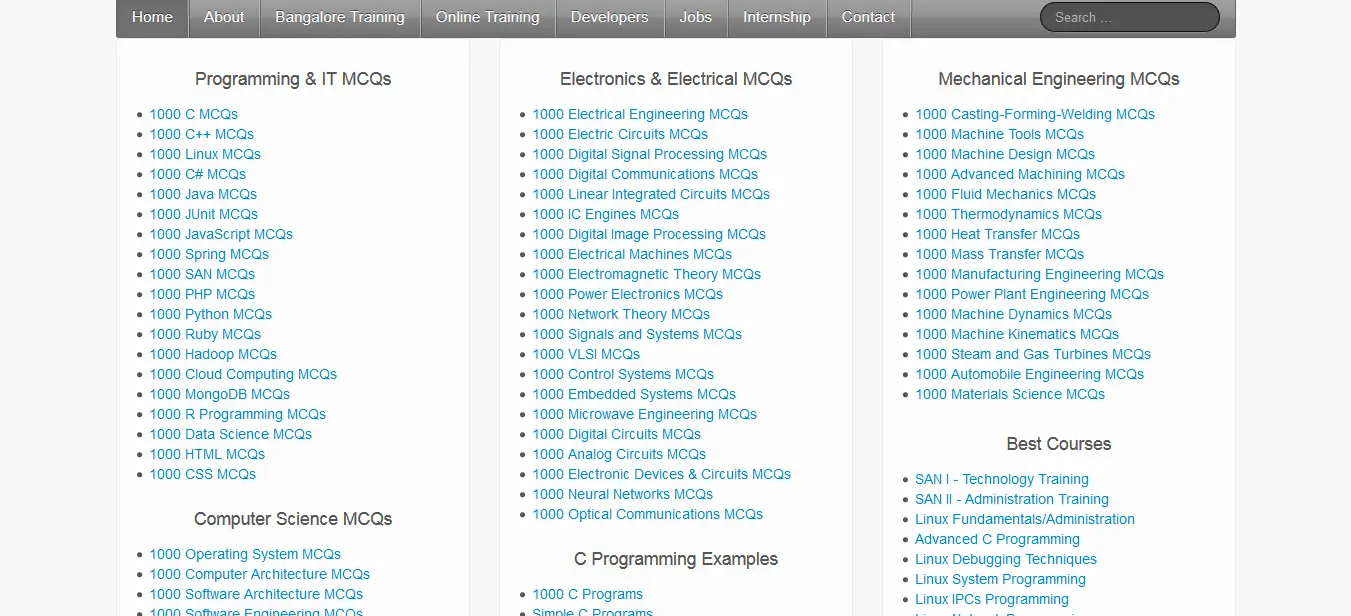 Home
About
Bangalore Training
Online Training
Developers
Jobs
Internship
Contact
Search ...
Programming & IT MCQs
1000 C MCQs
1000 C++ MCQs
1000 Linux MCQs
1000 C# MCQs
1000 Java MCQs
1000 JUnit MCQs
1000 JavaScript MCQs
1000 Spring MCQs
1000 SAN MCQs
1000 PHP MCQs
1000 Python MCQs
1000 Ruby MCQs
1000 Hadoop MCQs
1000 Cloud Computing MCQs
1000 MongoDB MCQs
1000 R Programming MCQs
1000 Data Science MCQs
1000 HTML MCQs
1000 CSS MCQs
Computer Science MCQs
1000 Operating System MCQs
1000 Computer Architecture MCQs
1000 Software Architecture MCQs
1000 Software Engineering MCQs
Electronics & Electrical MCQs
1000 Electrical Engineering MCQs
1000 Electric Circuits MCQs
1000 Digital Signal Processing MCQs
1000 Digital Communications MCQs
1000 Linear Integrated Circuits MCQs
1000 IC Engines MCQs
1000 Digital Image Processing MCQs
1000 Electrical Machines MCQs
1000 Electromagnetic Theory MCQs
1000 Power Electronics MCQs
1000 Network Theory MCQs
1000 Signals and Systems MCQs
1000 VLSI MCQs
1000 Control Systems MCQs
1000 Embedded Systems MCQs
1000 Microwave Engineering MCQs
1000 Digital Circuits MCQs
1000 Analog Circuits MCQs
1000 Electronic Devices & Circuits MCQs
1000 Neural Networks MCQs
1000 Optical Communications MCQs
C Programming Examples
1000 C Programs
Simple C Programs
Mechanical Engineering MCQs
1000 Casting-Forming-Welding MCQs
1000 Machine Tools MCQs
1000 Machine Design MCQs
1000 Advanced Machining MCQs
1000 Fluid Mechanics MCQs
1000 Thermodynamics MCQs
1000 Heat Transfer MCQs
1000 Mass Transfer MCQs
1000 Manufacturing Engineering MCQs
1000 Power Plant Engineering MCQs
1000 Machine Dynamics MCQs
1000 Machine Kinematics MCQs
1000 Steam and Gas Turbines MCQs
1000 Automobile Engineering MCQs
1000 Materials Science MCQs
Best Courses
SAN I - Technology Training
SAN II - Administration Training
Linux Fundamentals/Administration
Advanced C Programming
Linux Debugging Techniques
Linux System Programming
Linux IPCs Programming